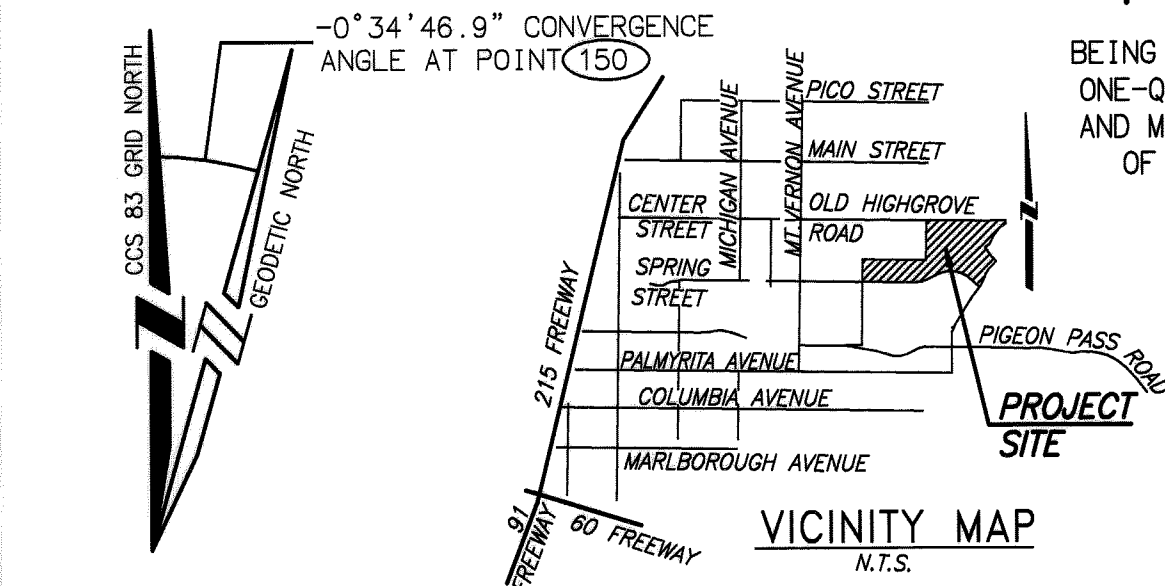 -0°34'46.9" CONVERGENCE
ANGLE AT POINT 150
CCS 83 GRID NORTH
GEODETIC NORTH
BEING
ONE-Q
AND M
OF
PICO STREET
MAIN STREET
MICHIGAN AVENUE
MT.VERNON AVENUE
CENTER
STREET
OLD HIGHGROVE
ROAD
SPRING
STREET
215 FREEWAY
PIGEON PASS ROAD
PALMYRITA AVENUE
COLUMBIA AVENUE
PROJECT
SITE
MARLBOROUGH AVENUE
91
FREEWAY
60 FREEWAY
VICINITY MAP
N.T.S.